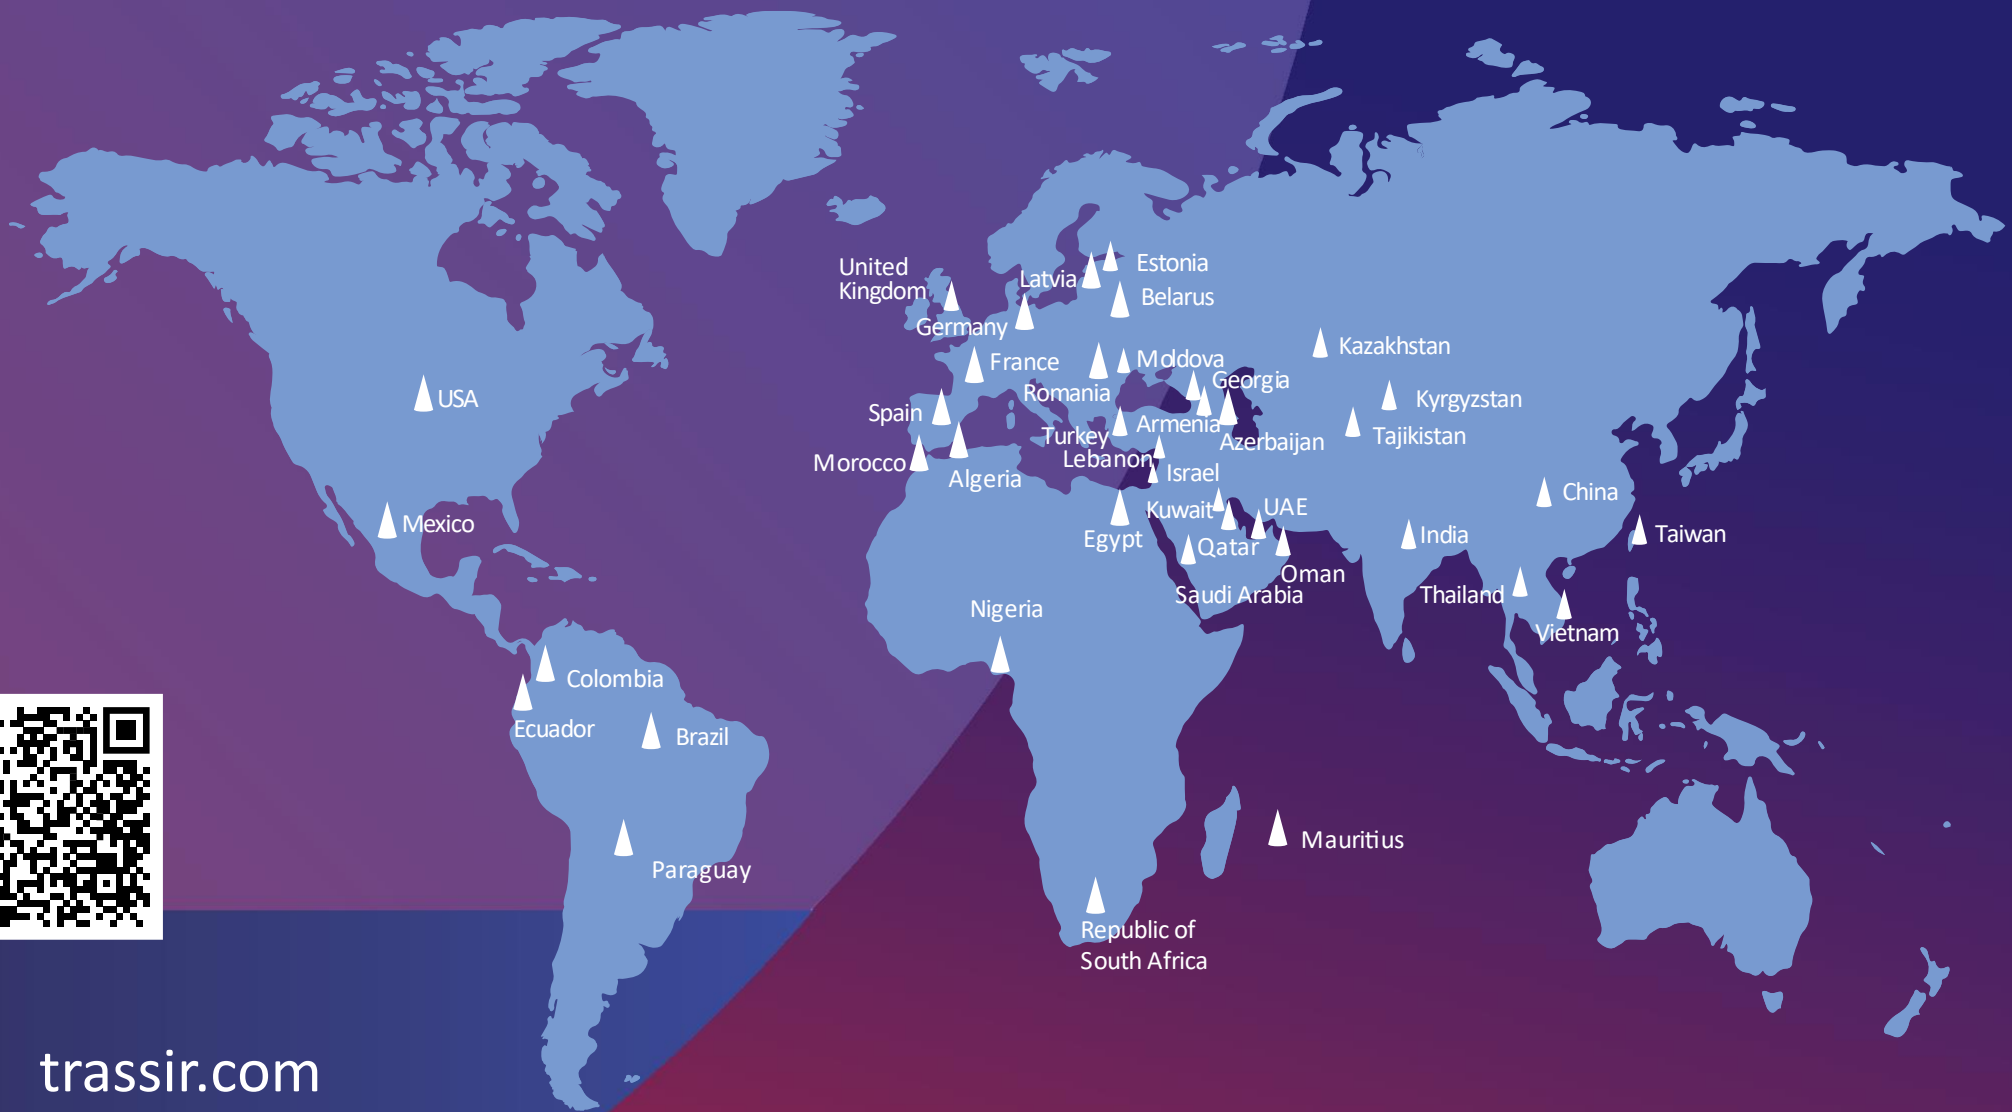 United
Kingdom
Latvia
Estonia
Belarus
Germany
France
Moldova
Kazakhstan
Romania
Georgia
USA
Spain
Kyrgyzstan
Turkey
Armenia
Azerbaijan
Tajikistan
Morocco
Lebanon
Algeria
Israel
China
Mexico
Kuwait
UAE
Egypt
Qatar
India
Taiwan
Oman
Saudi Arabia
Thailand
Nigeria
Vietnam
Colombia
Ecuador
Brazil
Mauritius
Paraguay
Republic of
South Africa
trassir.com